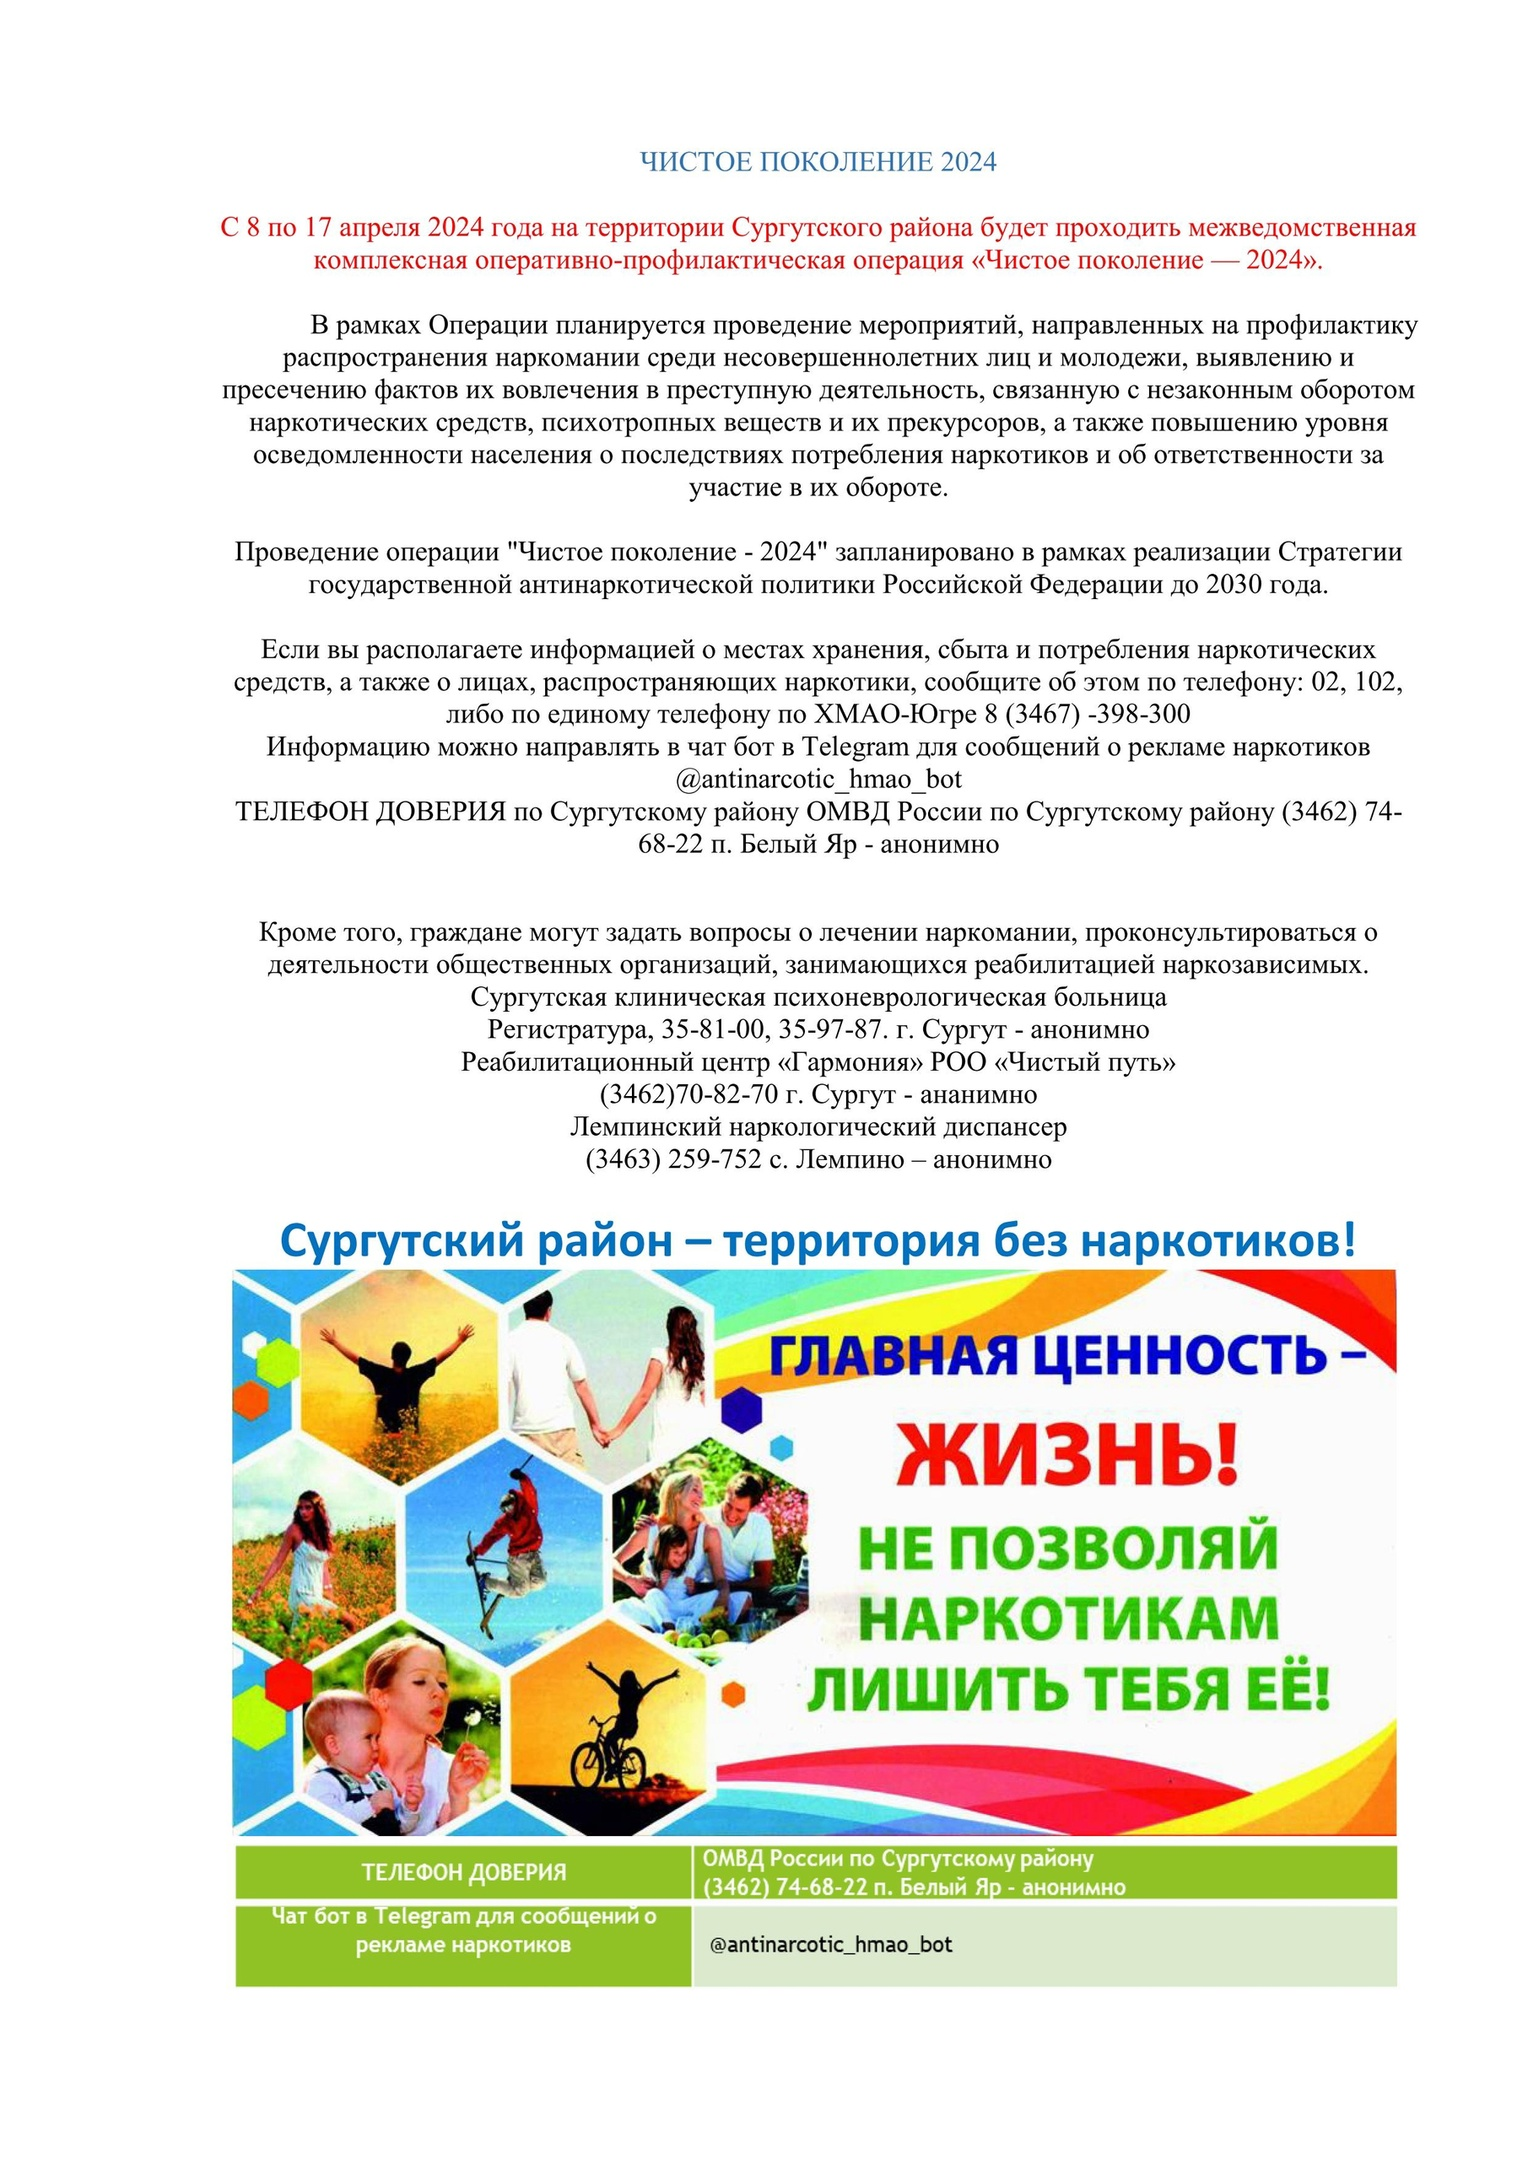 ЧИСТОЕ ПОКОЛЕНИЕ 2024
С 8 по 17 апреля 2024 года на территории Сургутского района будет проходить межведомственная
комплексная оперативно-профилактическая операция «Чистое поколение — 2024».
В рамках Операции планируется проведение мероприятий, направленных на профилактику
распространения наркомании среди несовершеннолетних лиц и молодежи, выявлению и
пресечению фактов их вовлечения в преступную деятельность, связанную с незаконным оборотом
наркотических средств, психотропных веществ и их прекурсоров, а также повышению уровня
осведомленности населения о последствиях потребления наркотиков и об ответственности за
участие в их обороте.
Проведение операции "Чистое поколение - 2024" запланировано в рамках реализации Стратегии
государственной антинаркотической политики Российской Федерации до 2030 года.
Если вы располагаете информацией о местах хранения, сбыта и потребления наркотических
средств, а также о лицах, распространяющих наркотики, сообщите об этом по телефону: 02, 102,
либо по единому телефону по ХМАО-Югре 8 (3467) -398-300
Информацию можно направлять в чат бот в Telegram для сообщений о рекламе наркотиков
@antinarcotic_hmao_bot
ТЕЛЕФОН ДОВЕРИЯ по Сургутскому району ОМВД России по Сургутскому району (3462) 74-
68-22 п. Белый Яр - анонимно
Кроме того, граждане могут задать вопросы о лечении наркомании, проконсультироваться о
деятельности общественных организаций, занимающихся реабилитацией наркозависимых.
Сургутская клиническая психоневрологическая больница
Регистратура, 35-81-00, 35-97-87. г. Сургут - анонимно
Реабилитационный центр «Гармония» РОО «Чистый путь»
(3462)70-82-70 г. Сургут - ананимно
Лемпинский наркологический диспансер
(3463) 259-752 с. Лемпино – анонимно
Сургутский район – территория без наркотиков!
ГЛАВНАЯ ЦЕННОСТЬ –
ЖИЗНЬ!
НЕ ПОЗВОЛЯЙ
НАРКОТИКАМ
ЛИШИТЬ ТЕБЯ ЕЁ!
ТЕЛЕФОН ДОВЕРИЯ
ОМВД России по Сургутскому району
(3462) 74-68-22 п. Белый Яр - анонимно
Чат бот в Telegram для сообщений о
рекламе наркотиков
@antinarcotic_hmao_bot